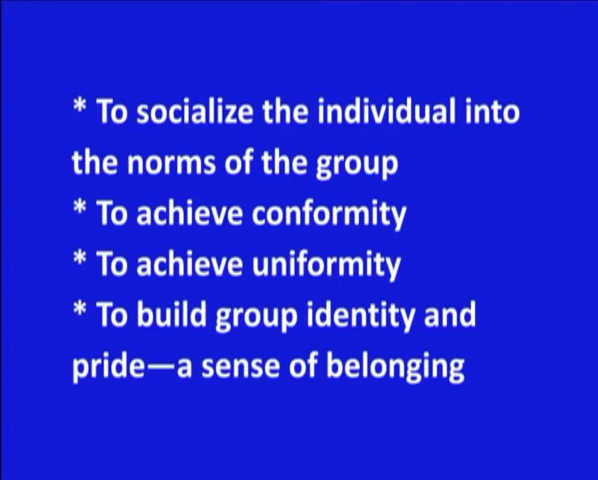 * To socialize the individual into
the norms of the group
* To achieve conformity
* To achieve uniformity
* To build group identity and
pride—a sense of belonging